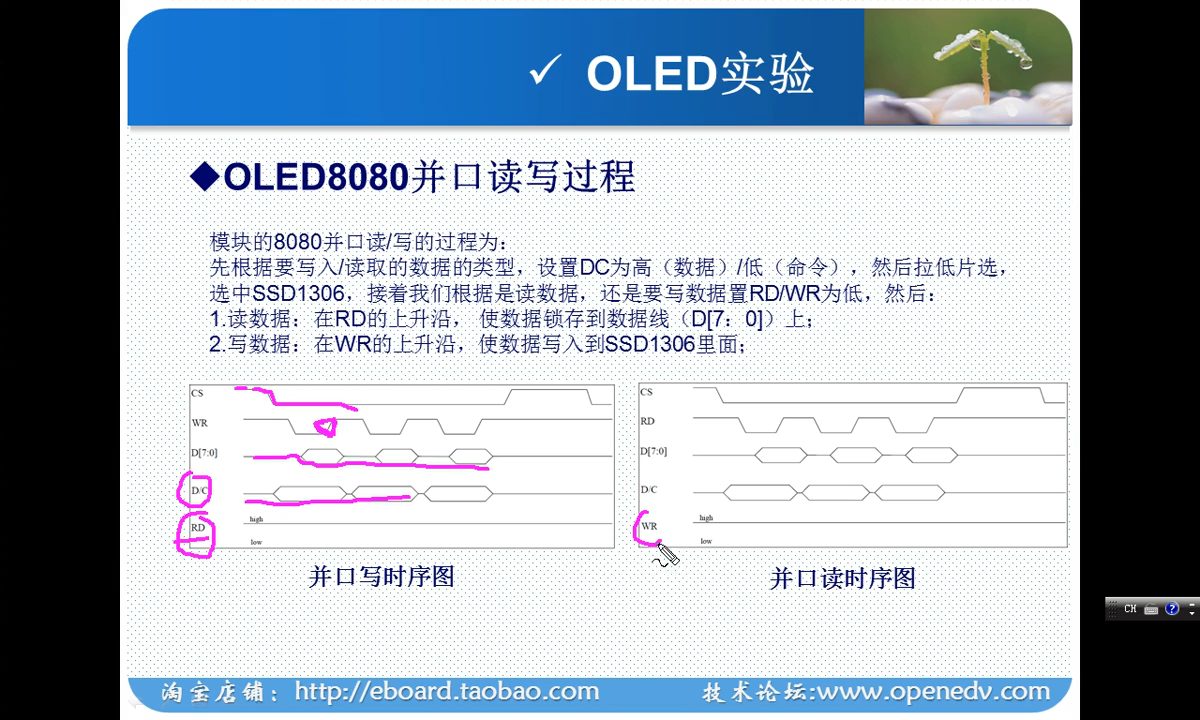 ✓ OLED实验
◆OLED8080并口读写过程
模块的8080并口读/写的过程为：
先根据要写入/读取的数据的类型，设置DC为高（数据）/低（命令），然后拉低片选，
选中SSD1306，接着我们根据是读数据，还是要写数据置RD/WR为低，然后：
1.读数据：在RD的上升沿， 使数据锁存到数据线（D[7：0]）上；
2.写数据：在WR的上升沿，使数据写入到SSD1306里面；
CS
WR
D[7:0]
D/C
RD
high
low
并口写时序图
CS
RD
D[7:0]
D/C
WR
high
low
并口读时序图
CH
淘宝店铺：http://eboard.taobao.com
技术论坛:www.openedv.com